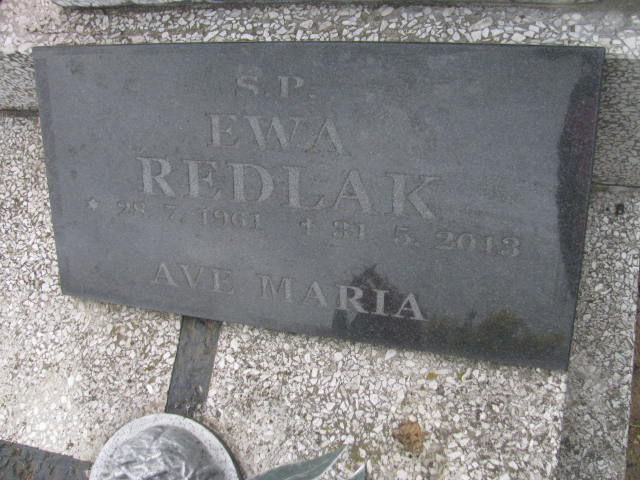 S.P.
EWA
REDLAK
* 28.7.1961 + 31.5.2013
AVE MARIA